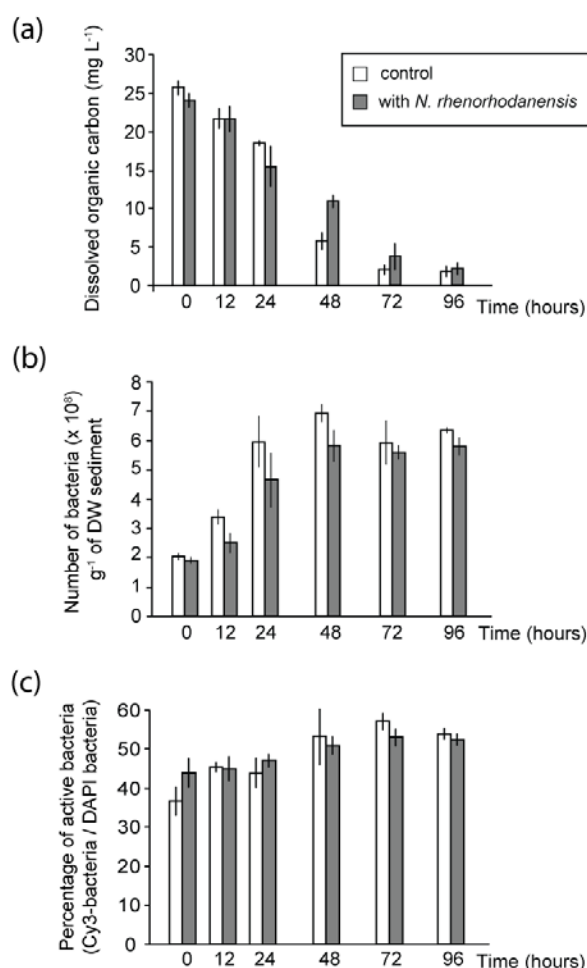 (a)
Dissolved organic carbon (mg L⁻¹)
30
25
20
15
10
5
0
control
with N. rhenorhodanensis
0 12 24 48 72 96 Time (hours)
(b)
Number of bacteria (x 10⁸)
g⁻¹ of DW sediment
8
7
6
5
4
3
2
1
0
0 12 24 48 72 96 Time (hours)
(c)
Percentage of active bacteria
(Cy3-bacteria / DAPI bacteria)
60
50
40
30
20
10
0
0 12 24 48 72 96 Time (hours)